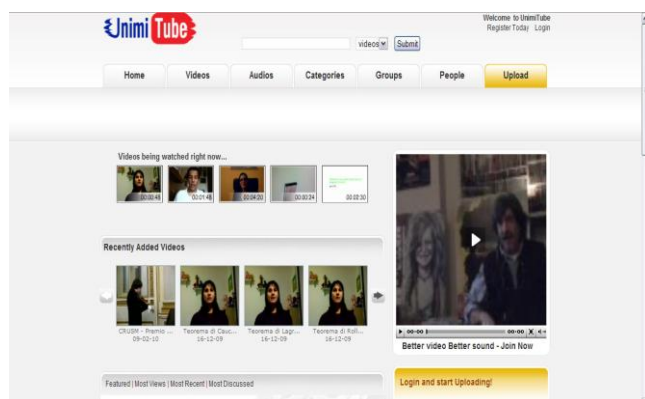 Unimi Tube
Welcome to UnimiTube
Register Today Login
videos Submit
Home Videos Audios Categories Groups People Upload
Videos being watched right now...
00:00:48 00:01:48 00:04:20 00:00:24 00:02:30
Recently Added Videos
CRUSM - Premio ... Teorema di Cauc... Teorema di Lagr... Teorema di Roll...
09-02-10 16-12-09 16-12-09 16-12-09
00-00 00-00
Better video Better sound - Join Now
Featured | Most Views | Most Recent | Most Discussed
Login and start Uploading!